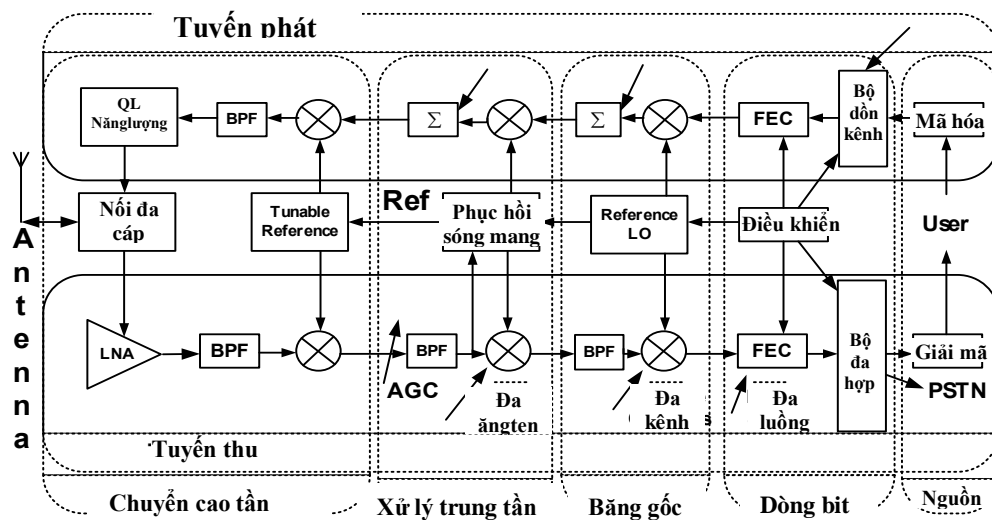 Tuyến phát
QL
Nănglượng
BPF
Σ
Σ
FEC
Bộ
dồn
kênh
Mã hóa
Antenna
Nối đa
cáp
Tunable
Reference
Ref
Phục hồi
sóng mang
Reference
LO
Điều khiển
User
LNA
BPF
BPF
AGC
Đa
ăngten
BPF
Đa
kênh
FEC
Đa
luồng
Bộ
đa
hợp
Giải mã
PSTN
Tuyến thu
Chuyển cao tần
Xử lý trung tần
Băng gốc
Dòng bit
Nguồn